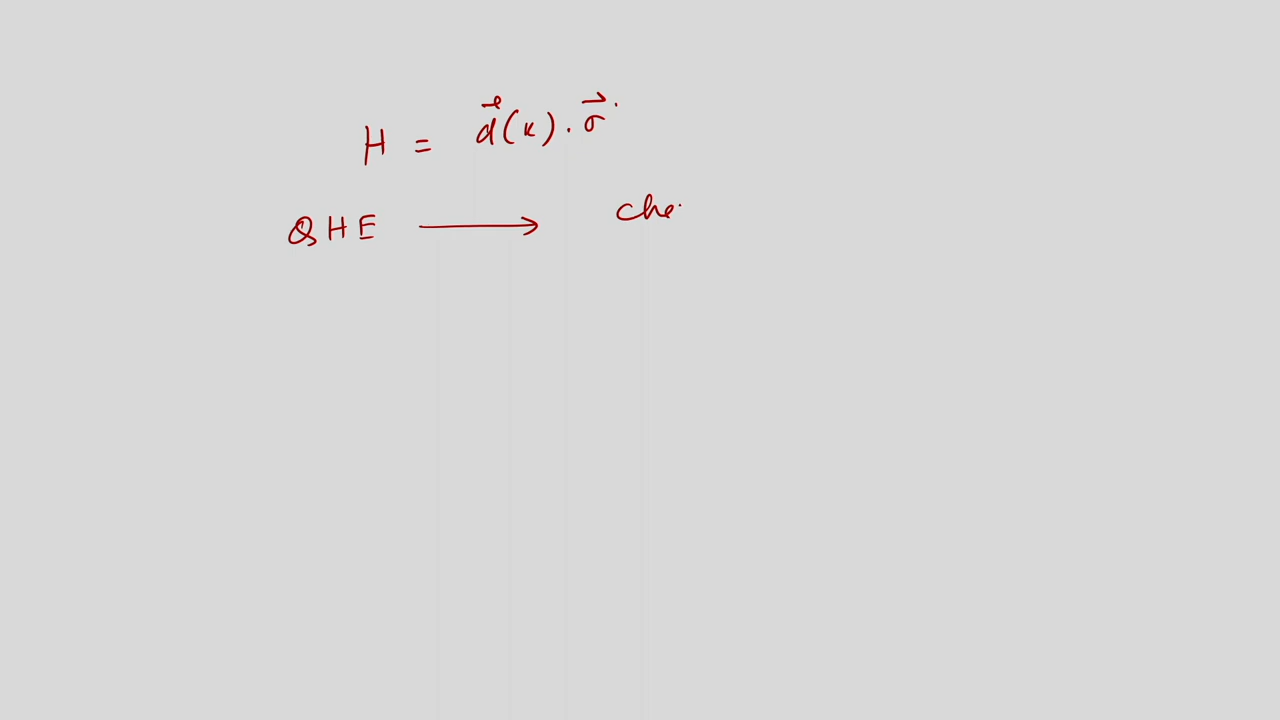 H = d⃗(k) · σ⃗.
QHE ⟶ Che